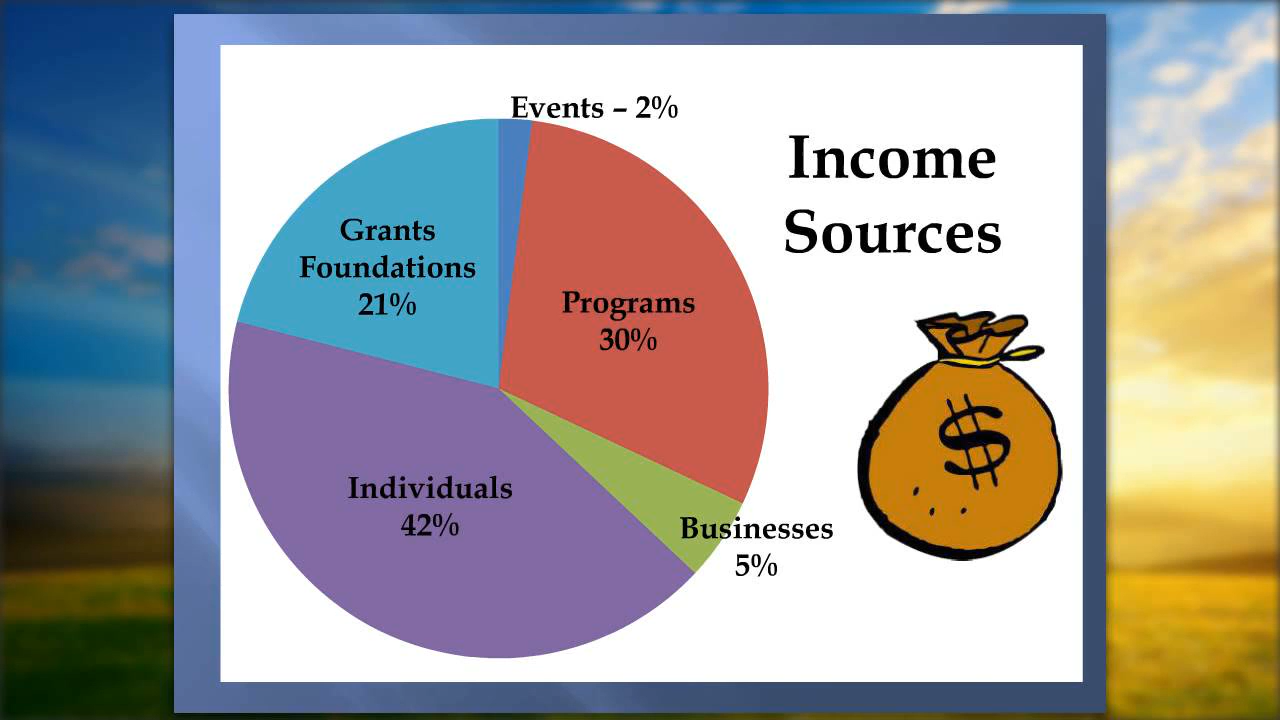 Events – 2%
Income
Sources
Grants
Foundations
21%
Programs
30%
Individuals
42%
Businesses
5%
$